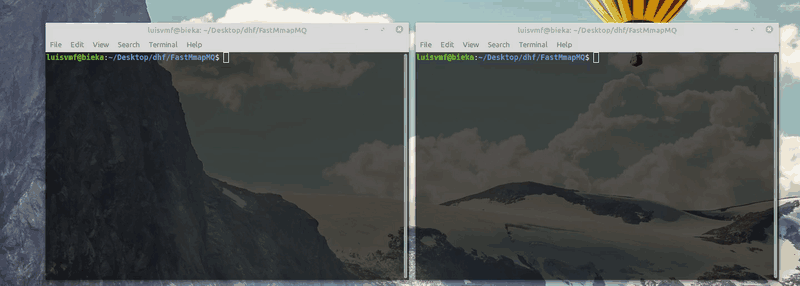 luisvmf@bieka: ~/Desktop/dhf/FastMmapMQ
File Edit View Search Terminal Help
luisvmf@bieka:~/Desktop/dhf/FastMmapMQ$
luisvmf@bieka: ~/Desktop/dhf/FastMmapMQ
File Edit View Search Terminal Help
luisvmf@bieka:~/Desktop/dhf/FastMmapMQ$